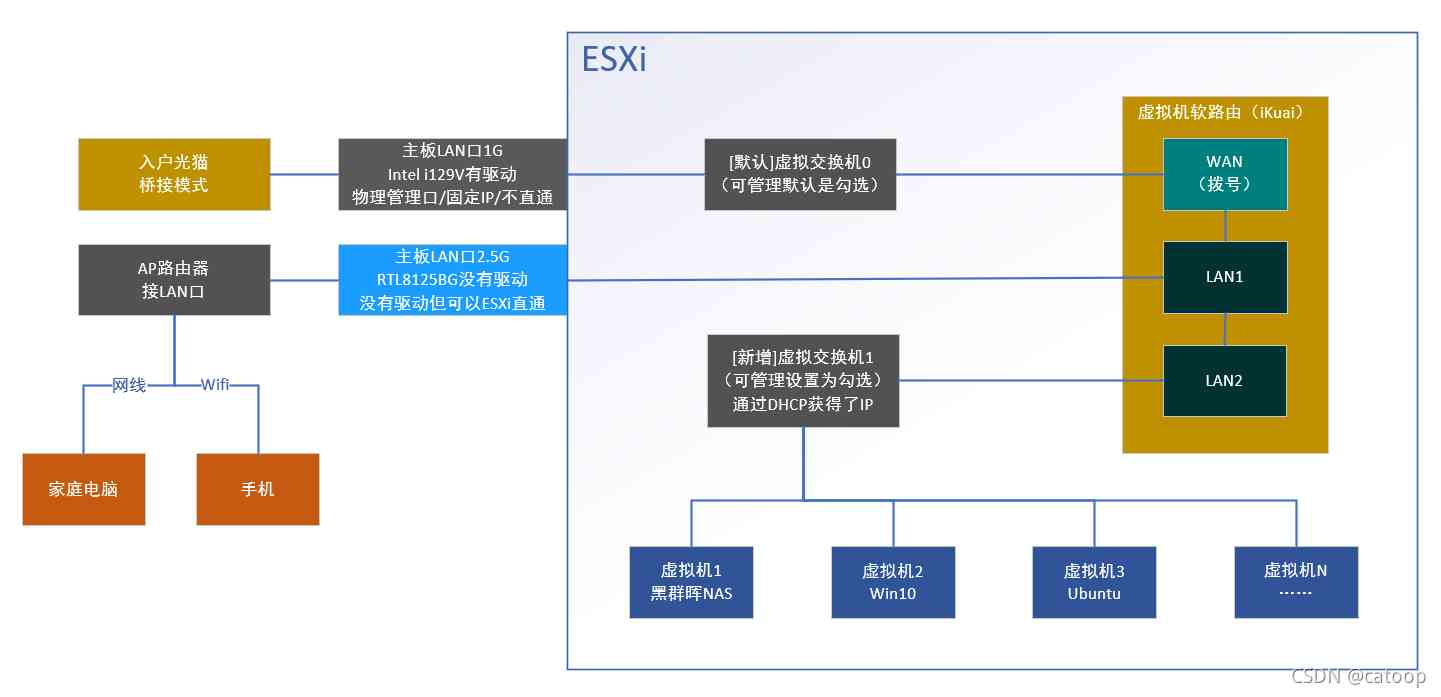 ESXi
虚拟机软路由（iKuai）
入户光猫
桥接模式
主板LAN口1G
Intel i129V有驱动
物理管理口/固定IP/不直通
[默认]虚拟交换机0
（可管理默认是勾选）
WAN
（拨号）
AP路由器
接LAN口
主板LAN口2.5G
RTL8125BG没有驱动
没有驱动但可以ESXi直通
LAN1
[新增]虚拟交换机1
（可管理设置为勾选）
通过DHCP获得了IP
LAN2
网线
Wifi
家庭电脑
手机
虚拟机1
黑群晖NAS
虚拟机2
Win10
虚拟机3
Ubuntu
虚拟机N
……
CSDN @catoop